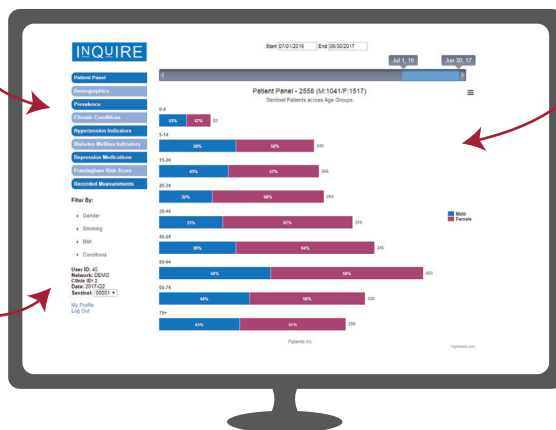 INQUIRE
Start 07/01/2016 End 06/30/2017
Jul 1, 16 Jun 30, 17
Patient Panel
Demographics
Prevalence
Chronic Conditions
Hypertension Indicators
Diabetes Mellitus Indicators
Depression Medications
Framingham Risk Score
Recorded Measurements
Filter By:
Gender
Smoking
BMI
Conditions
User ID: 45
Network: DEMO
Clinic ID: 2
Data: 2017-Q2
Sentinel: 00001
My Profile
Log Out
Patient Panel - 2558 (M:1041/F:1517)
Sentinel Patients across Age Groups
0-4
53% 47%
5-14
50% 50%
15-24
43% 57%
25-34
32% 68%
35-44
33% 67%
45-54
36% 64%
55-64
42% 58%
65-74
44% 56%
75+
43% 57%
Patients (n)
Male
Female